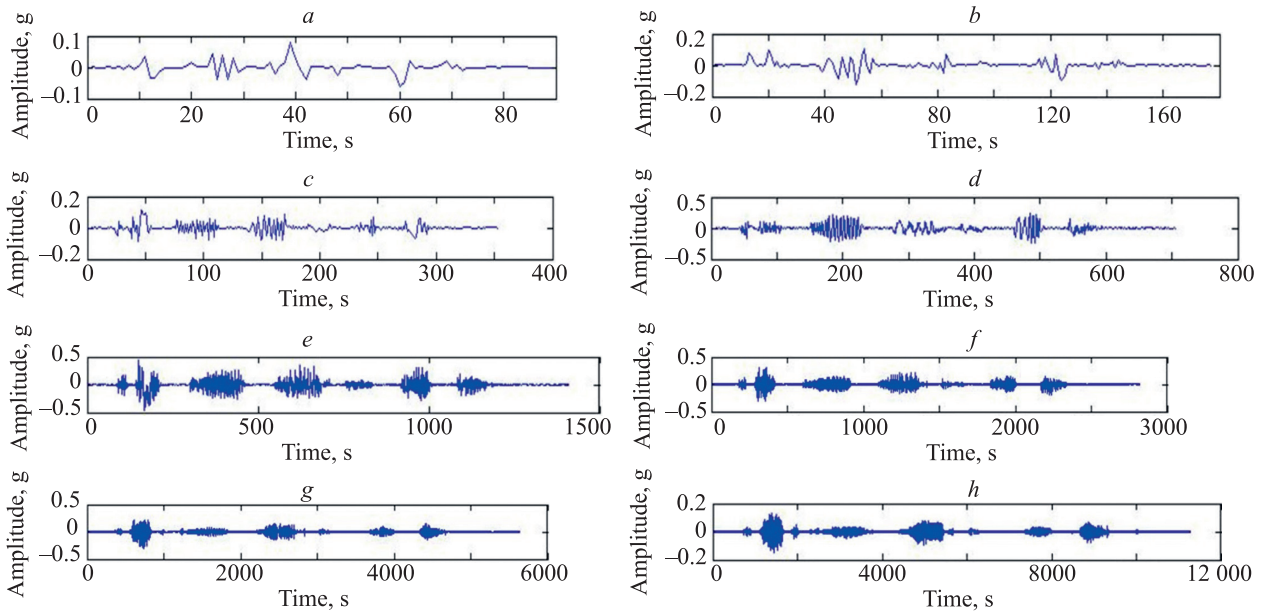 a
Amplitude, g
0.1
0
–0.1
0 20 40 60 80
Time, s
b
Amplitude, g
0.2
0
–0.2
0 40 80 120 160
Time, s
c
Amplitude, g
0.2
0
–0.2
0 100 200 300 400
Time, s
d
Amplitude, g
0.5
0
–0.5
0 200 400 600 800
Time, s
e
Amplitude, g
0.5
0
–0.5
0 500 1000 1500
Time, s
f
Amplitude, g
0.5
0
–0.5
0 1000 2000 3000
Time, s
g
Amplitude, g
0.5
0
–0.5
0 2000 4000 6000
Time, s
h
Amplitude, g
0.2
0
–0.2
0 4000 8000 12 000
Time, s